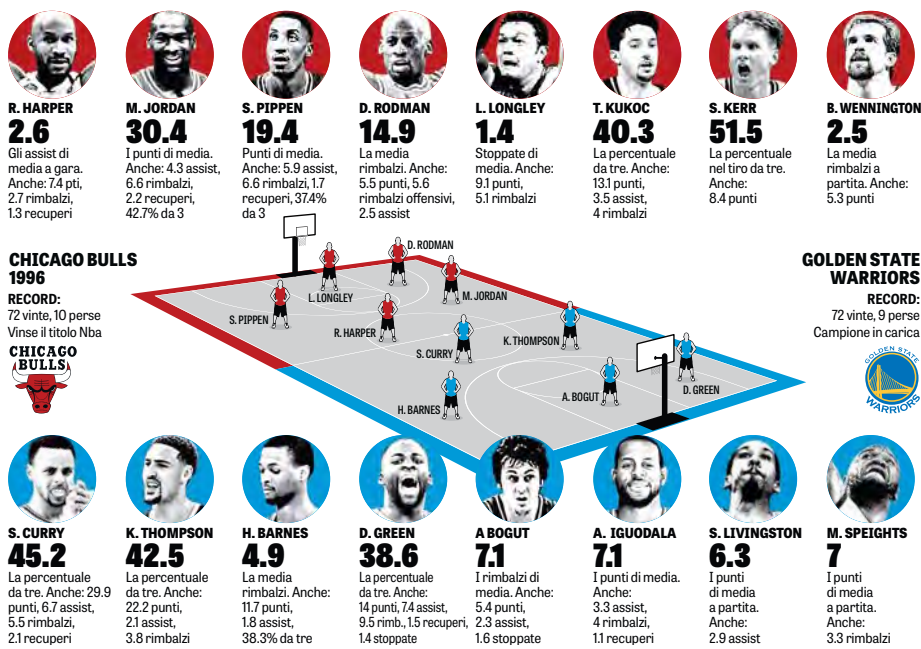 R. HARPER
2.6
Gli assist di
media a gara.
Anche: 7.4 pti,
2.7 rimbalzi,
1.3 recuperi
M. JORDAN
30.4
I punti di media.
Anche: 4.3 assist,
6.6 rimbalzi,
2.2 recuperi,
42.7% da 3
S. PIPPEN
19.4
Punti di media.
Anche: 5.9 assist,
6.6 rimbalzi, 1.7
recuperi, 37.4%
da 3
D. RODMAN
14.9
La media
rimbalzi. Anche:
5.5 punti, 5.6
rimbalzi offensivi,
2.5 assist
L. LONGLEY
1.4
Stoppate di
media. Anche:
9.1 punti,
5.1 rimbalzi
T. KUKOC
40.3
La percentuale
da tre. Anche:
13.1 punti,
3.5 assist,
4 rimbalzi
S. KERR
51.5
La percentuale
nel tiro da tre.
Anche:
8.4 punti
B. WENNINGTON
2.5
La media
rimbalzi a
partita. Anche:
5.3 punti
CHICAGO BULLS
1996
RECORD:
72 vinte, 10 perse
Vinse il titolo Nba
CHICAGO
BULLS
D. RODMAN
L. LONGLEY
M. JORDAN
S. PIPPEN
R. HARPER
K. THOMPSON
S. CURRY
H. BARNES
A. BOGUT
D. GREEN
GOLDEN STATE
WARRIORS
RECORD:
72 vinte, 9 perse
Campione in carica
GOLDEN STATE
WARRIORS
S. CURRY
45.2
La percentuale
da tre. Anche: 29.9
punti, 6.7 assist,
5.5 rimbalzi,
2.1 recuperi
K. THOMPSON
42.5
La percentuale
da tre. Anche:
22.2 punti,
2.1 assist,
3.8 rimbalzi
H. BARNES
4.9
La media
rimbalzi. Anche:
11.7 punti,
1.8 assist,
38.3% da tre
D. GREEN
38.6
La percentuale
da tre. Anche:
14 punti, 7.4 assist,
9.5 rimb., 1.5 recuperi,
1.4 stoppate
A BOGUT
7.1
I rimbalzi di
media. Anche:
5.4 punti,
2.3 assist,
1.6 stoppate
A. IGUODALA
7.1
I punti di media.
Anche:
3.3 assist,
4 rimbalzi,
1.1 recuperi
S. LIVINGSTON
6.3
I punti
di media
a partita.
Anche:
2.9 assist
M. SPEIGHTS
7
I punti
di media
a partita.
Anche:
3.3 rimbalzi